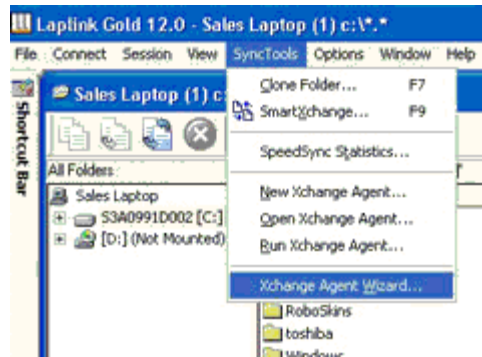 Laptink Gold 12.0 - Sales Laptop (1) c:\*.*
File Connect Session View SyncTools Options Window Help
Sales Laptop (1) c:
Shortcut Bar
Clone Folder... F7
SmartXchange... F9
SpeedSync Statistics...
New Xchange Agent...
Open Xchange Agent...
Run Xchange Agent...
Xchange Agent Wizard...
All Folders
Sales Laptop
S3A0991D002 [C:]
[D:] (Not Mounted)
RoboSkins
toshiba
Windows